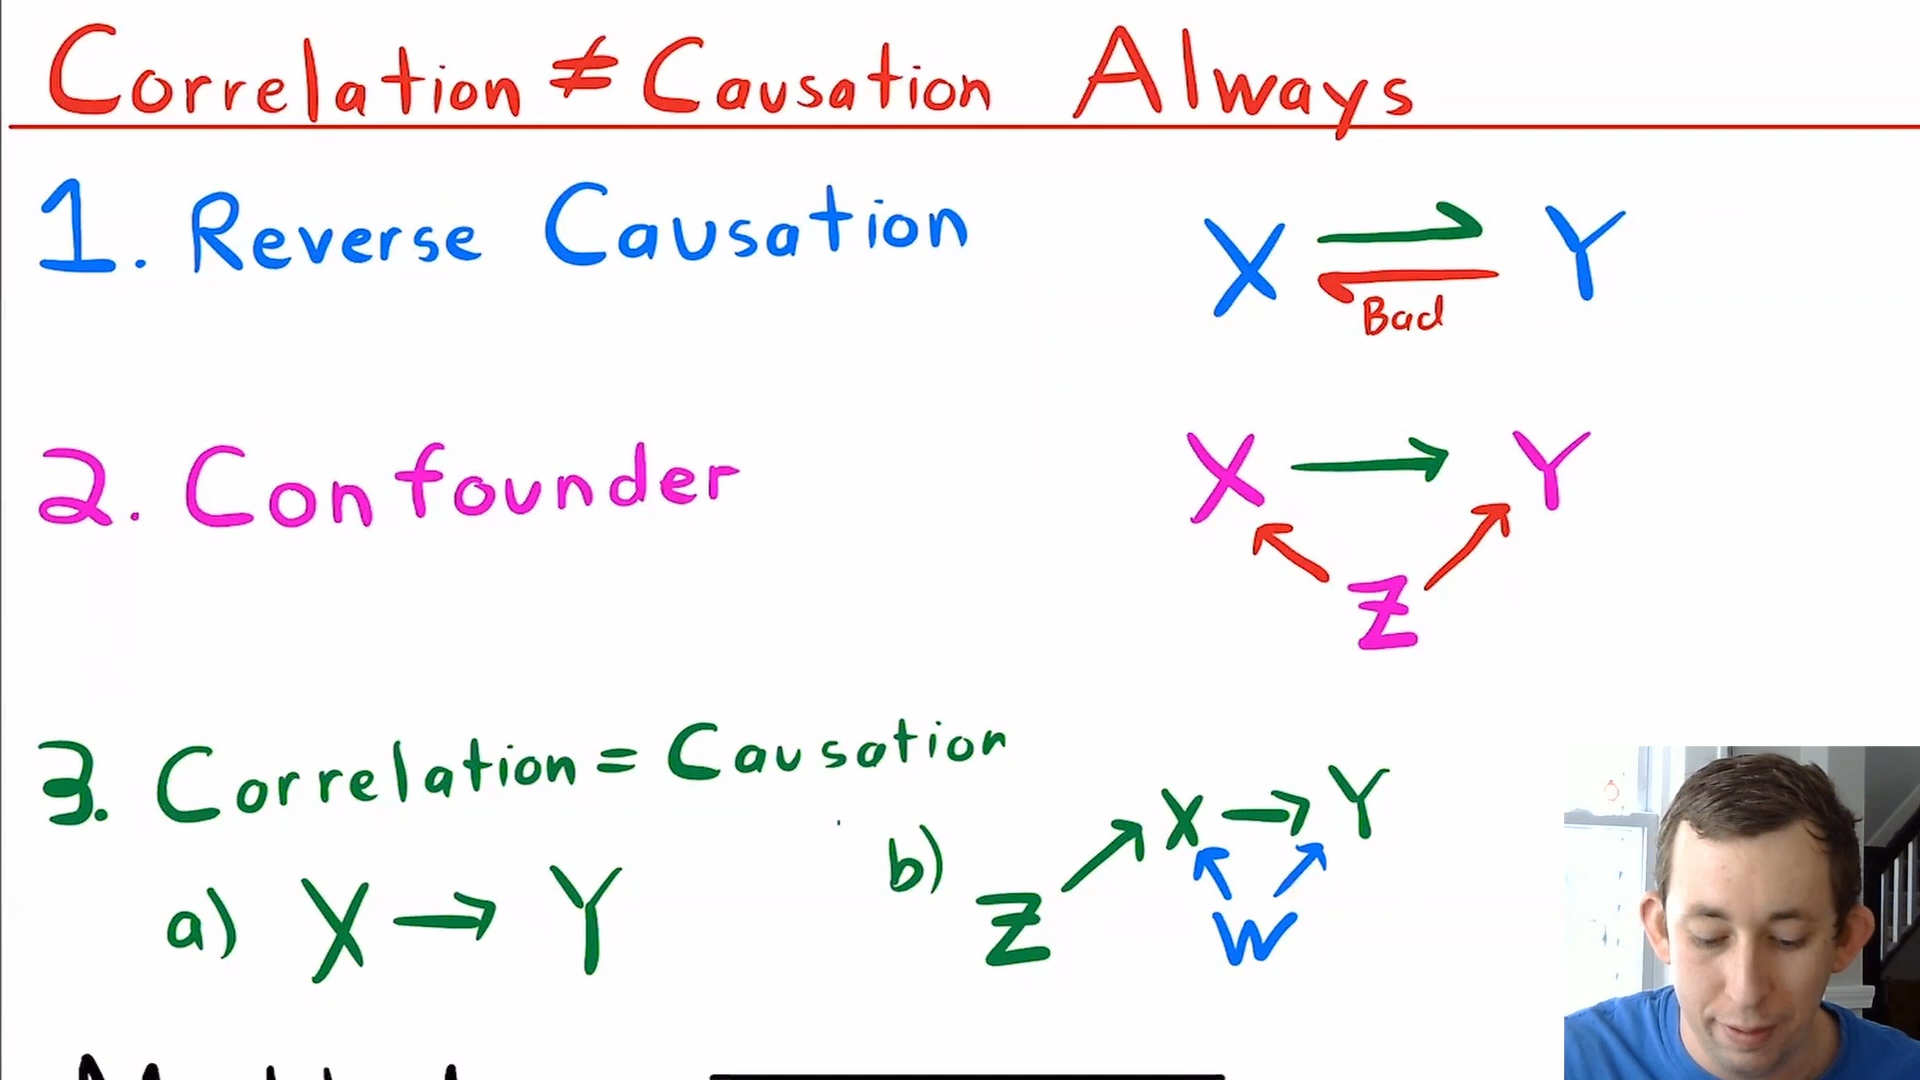 Correlation ≠ Causation Always
1. Reverse Causation
X Y
Bad
2. Confounder
X Y
Z
3. Correlation = Causation
a) X → Y
b) Z X → Y
W